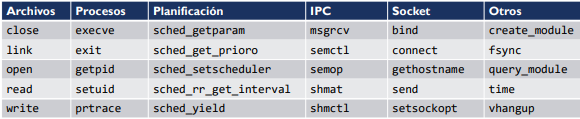 Archivos Procesos Planificación IPC Socket Otros
close execve sched_getparam msgrcv bind create_module
link exit sched_get_prioro semctl connect fsync
open getpid sched_setscheduler semop gethostname query_module
read setuid sched_rr_get_interval shmat send time
write prtrace sched_yield shmctl setsockopt vhangup